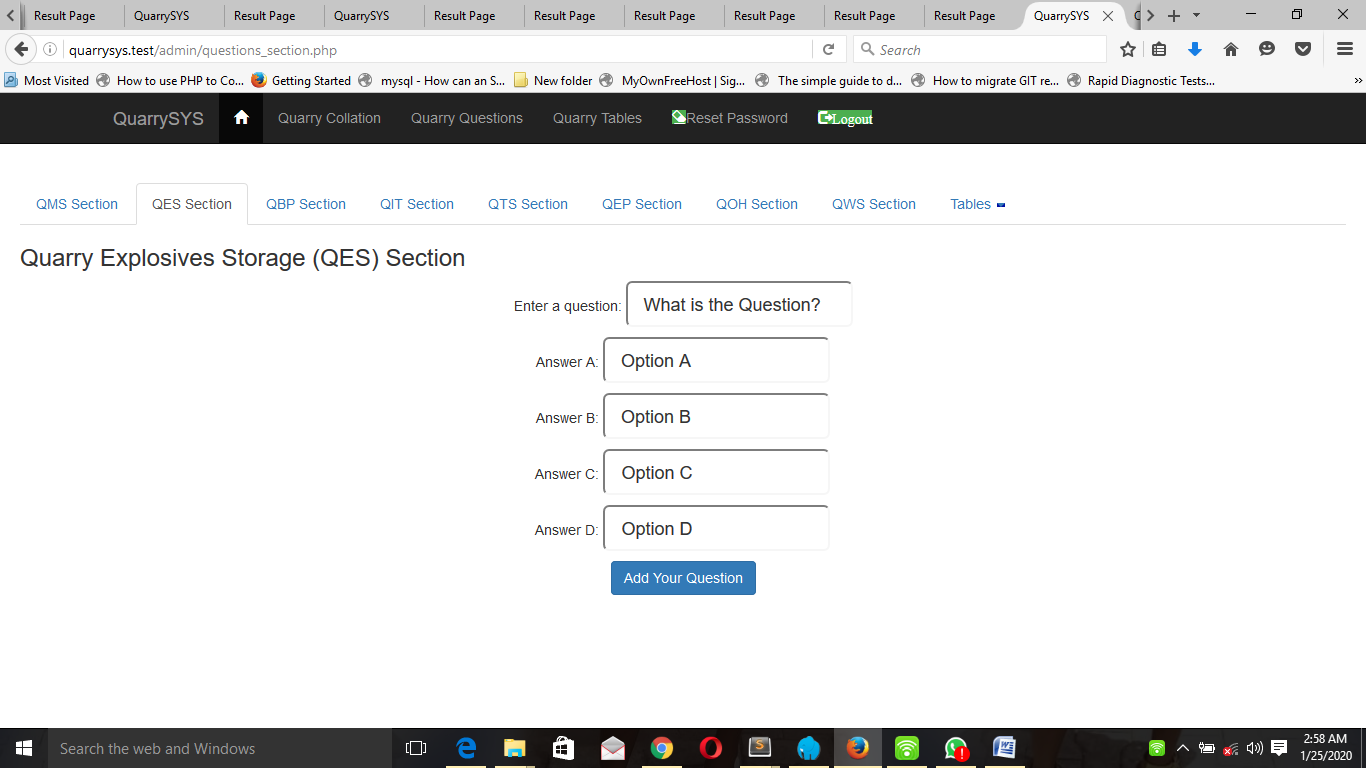 Result Page QuarrySYS Result Page QuarrySYS Result Page Result Page Result Page Result Page Result Page Result Page QuarrySYS
quarrysys.test/admin/questions_section.php Search
Most Visited How to use PHP to Co... Getting Started mysql - How can an S... New folder MyOwnFreeHost | Sig... The simple guide to d... How to migrate GIT re... Rapid Diagnostic Tests...
QuarrySYS Quarry Collation Quarry Questions Quarry Tables Reset Password Logout
QMS Section QES Section QBP Section QIT Section QTS Section QEP Section QOH Section QWS Section Tables
Quarry Explosives Storage (QES) Section
Enter a question: What is the Question?
Answer A: Option A
Answer B: Option B
Answer C: Option C
Answer D: Option D
Add Your Question
Search the web and Windows
2:58 AM
1/25/2020